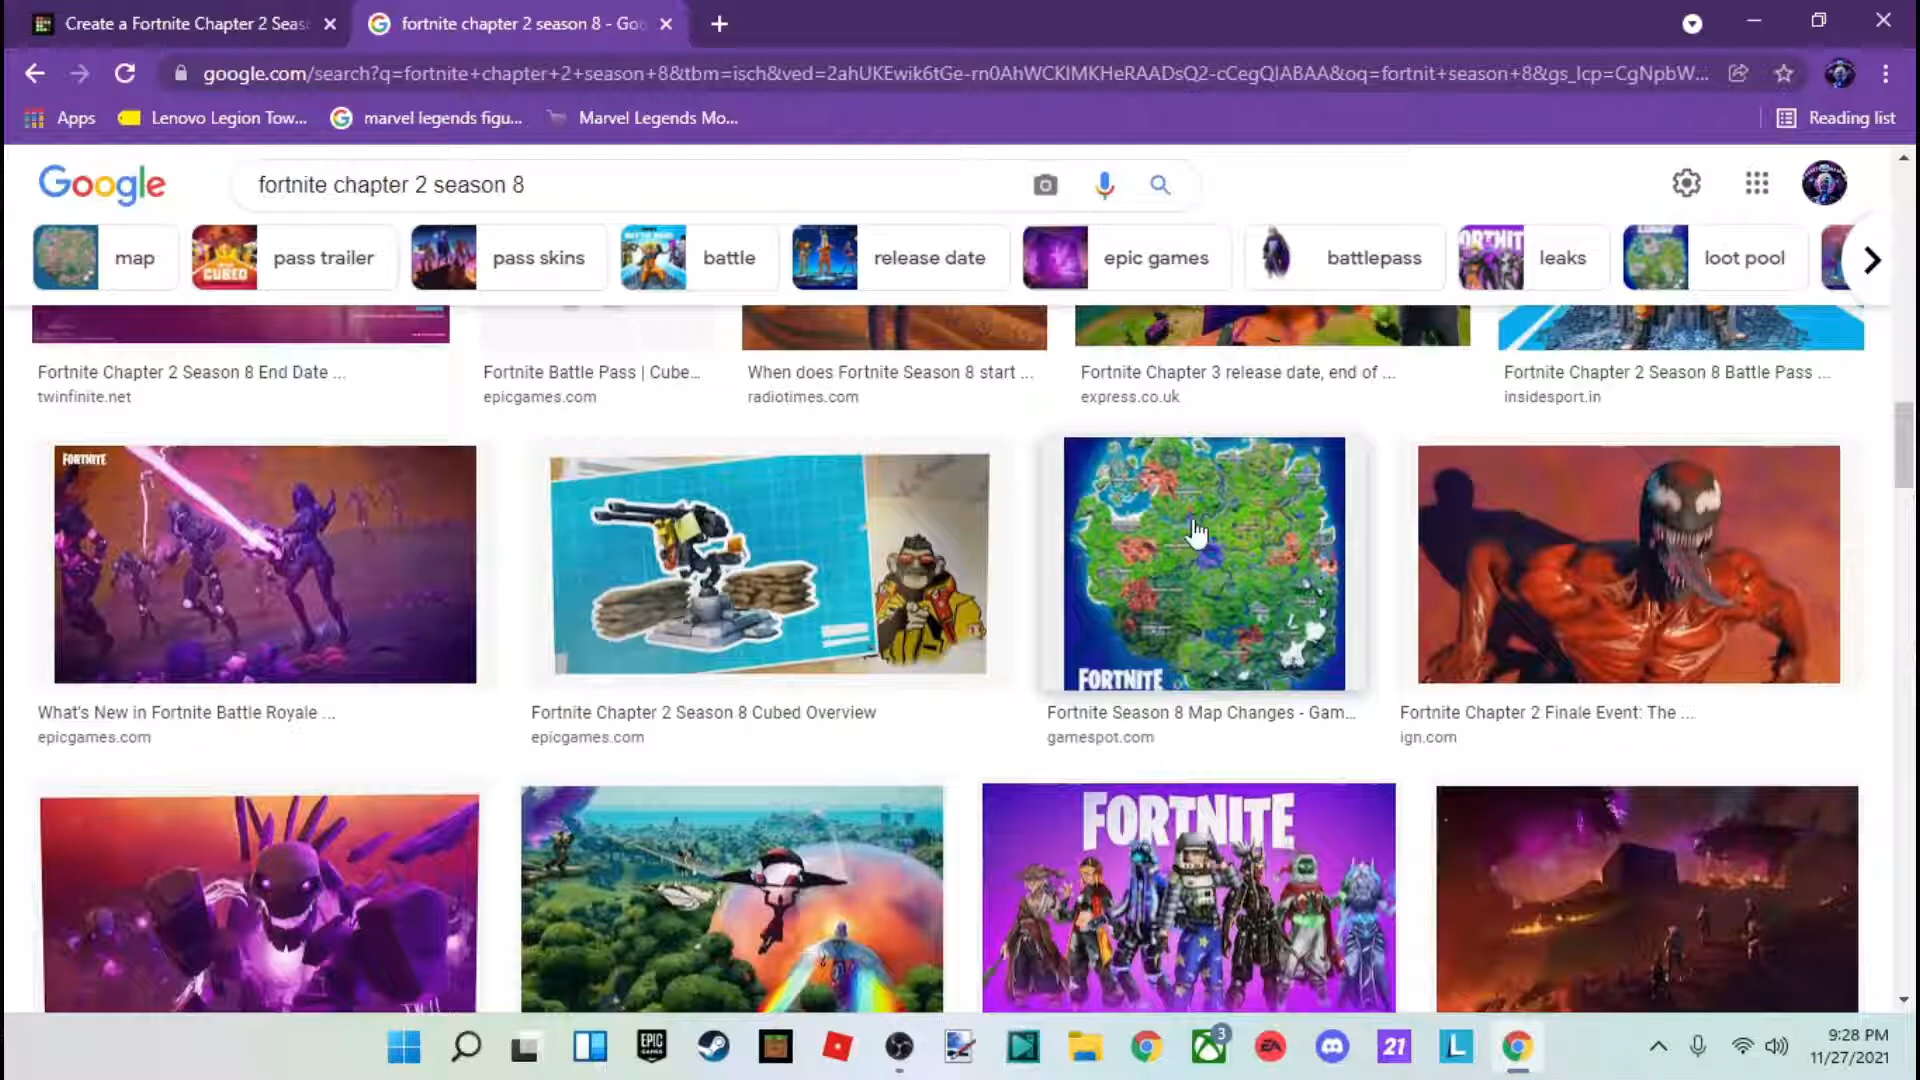 Create a Fortnite Chapter 2 Seas
fortnite chapter 2 season 8 - Goo
google.com/search?q=fortnite+chapter+2+season+8&tbm=isch&ved=2ahUKEwik6tGe-rn0AhWCKlMKHeRAADsQ2-cCegQIABAA&oq=fortnit+season+8&gs_lcp=CgNpbW...
Apps
Lenovo Legion Tow...
marvel legends figu...
Marvel Legends Mo...
Reading list
Google
fortnite chapter 2 season 8
map
CUBED
pass trailer
pass skins
battle
release date
epic games
battlepass
leaks
loot pool
Fortnite Chapter 2 Season 8 End Date ...
twinfinite.net
Fortnite Battle Pass | Cube...
epicgames.com
When does Fortnite Season 8 start ...
radiotimes.com
Fortnite Chapter 3 release date, end of ...
express.co.uk
Fortnite Chapter 2 Season 8 Battle Pass ...
insidesport.in
FORTNITE
FORTNITE
What's New in Fortnite Battle Royale ...
epicgames.com
Fortnite Chapter 2 Season 8 Cubed Overview
epicgames.com
Fortnite Season 8 Map Changes - Gam...
gamespot.com
Fortnite Chapter 2 Finale Event: The ...
ign.com
FORTNITE
EPIC GAMES
3
EA
21
L
9:28 PM
11/27/2021